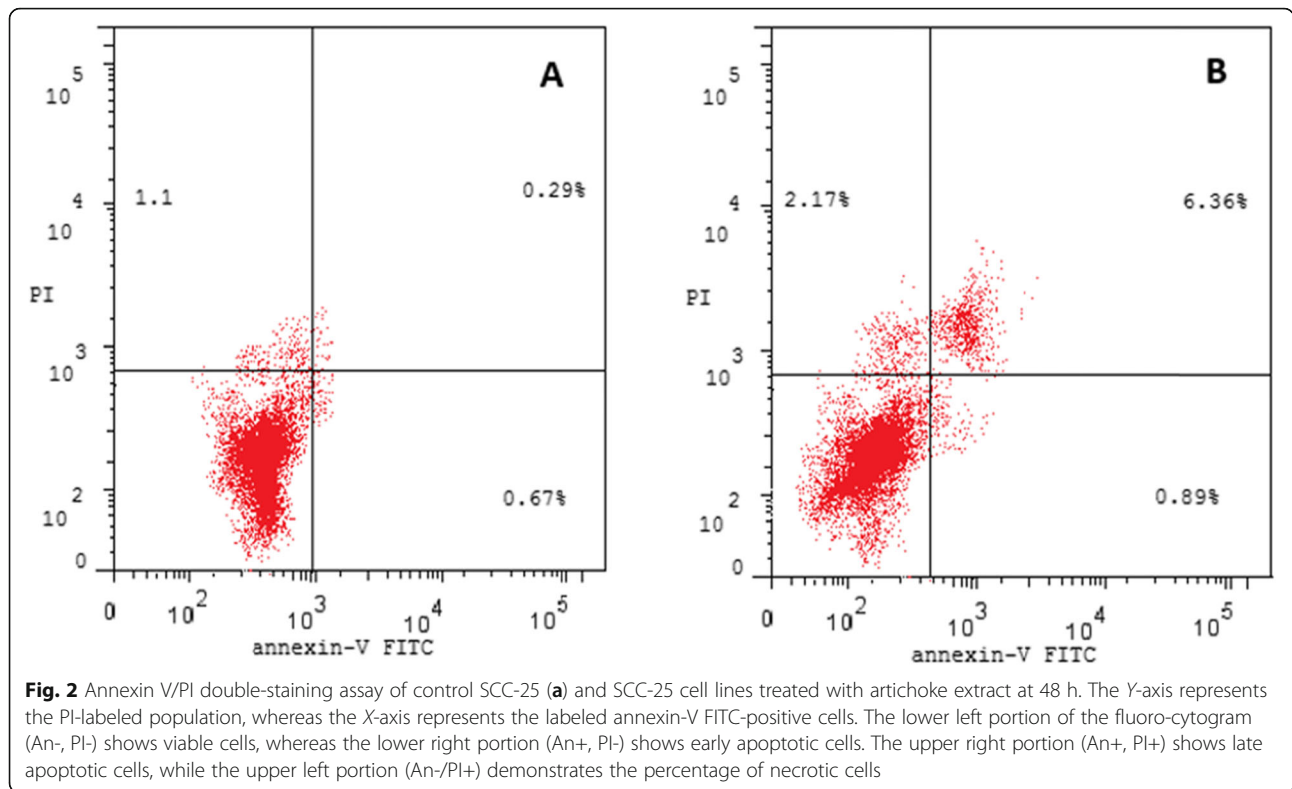 A
10 5
1.1
0.29%
10 4
PI
10 3
0.67%
10 2
0
0 10 2 10 3 10 4 10 5
annexin-V FITC
B
10 5
2.17%
6.36%
10 4
PI
10 3
0.89%
10 2
0
0 10 2 10 3 10 4 10 5
annexin-V FITC
Fig. 2 Annexin V/PI double-staining assay of control SCC-25 (a) and SCC-25 cell lines treated with artichoke extract at 48 h. The Y-axis represents
the PI-labeled population, whereas the X-axis represents the labeled annexin-V FITC-positive cells. The lower left portion of the fluoro-cytogram
(An-, PI-) shows viable cells, whereas the lower right portion (An+, PI-) shows early apoptotic cells. The upper right portion (An+, PI+) shows late
apoptotic cells, while the upper left portion (An-/PI+) demonstrates the percentage of necrotic cells